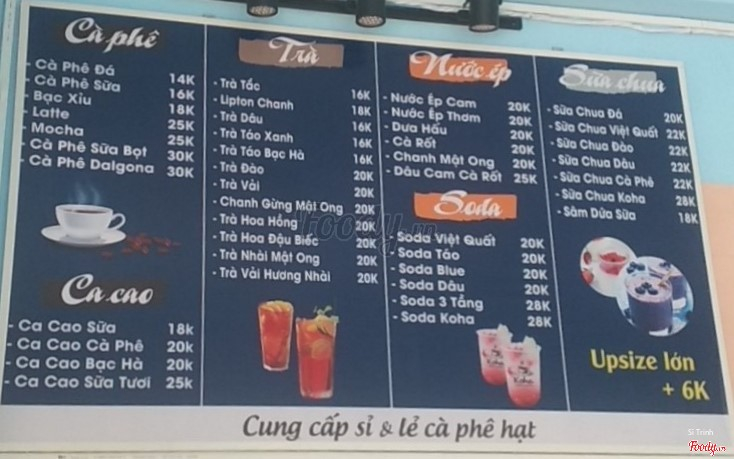 Cà phê
- Cà Phê Đá 14K
- Cà Phê Sữa 16K
- Bạc Xỉu 18K
- Latte 25K
- Mocha 25K
- Cà Phê Sữa Bọt 30K
- Cà Phê Dalgona 30K
Ca cao
- Ca Cao Sữa 18k
- Ca Cao Cà Phê 20k
- Ca Cao Bạc Hà 20k
- Ca Cao Sữa Tươi 25k
Trà
- Trà Tắc 16K
- Lipton Chanh 18K
- Trà Dâu 16K
- Trà Táo Xanh 16K
- Trà Táo Bạc Hà 16K
- Trà Đào 20K
- Trà Vải 20K
- Chanh Gừng Mật Ong 20K
- Trà Hoa Hồng 20K
- Trà Hoa Đậu Biếc 20K
- Trà Nhài Mật Ong 20K
- Trà Vải Hương Nhài 20K
Nước ép
- Nước Ép Cam 20K
- Nước Ép Thơm 20K
- Dưa Hấu 20K
- Cà Rốt 20K
- Chanh Mật Ong 20K
- Dâu Cam Cà Rốt 25K
Soda
- Soda Việt Quất 20K
- Soda Táo 20K
- Soda Blue 20K
- Soda Dâu 20K
- Soda 3 Tầng 28K
- Soda Koha 28K
Koha
Sữa chua
- Sữa Chua Đá 20K
- Sữa Chua Việt Quất 22K
- Sữa Chua Đào 22K
- Sữa Chua Dâu 22K
- Sữa Chua Cà Phê 22K
- Sữa Chua Koha 28K
- Sâm Dứa Sữa 18K
Upsize lớn
+ 6K
Cung cấp sỉ & lẻ cà phê hạt
Foody.vn
Sĩ Trịnh
Foody.vn